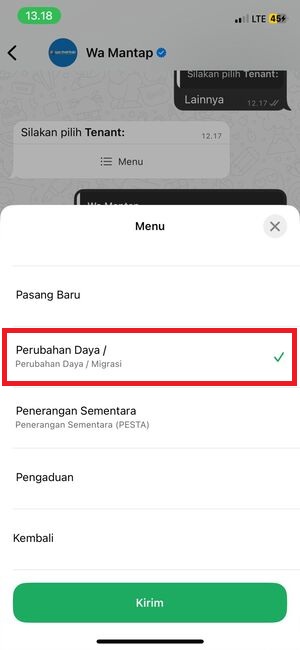 13.18
LTE 45
Wa Mantap
Silakan pilih Tenant:
Lainnya
12.17
Silakan pilih Tenant:
12.17
Menu
Wa Mantap
Menu
Pasang Baru
Perubahan Daya /
Perubahan Daya / Migrasi
Penerangan Sementara
Penerangan Sementara (PESTA)
Pengaduan
Kembali
Kirim